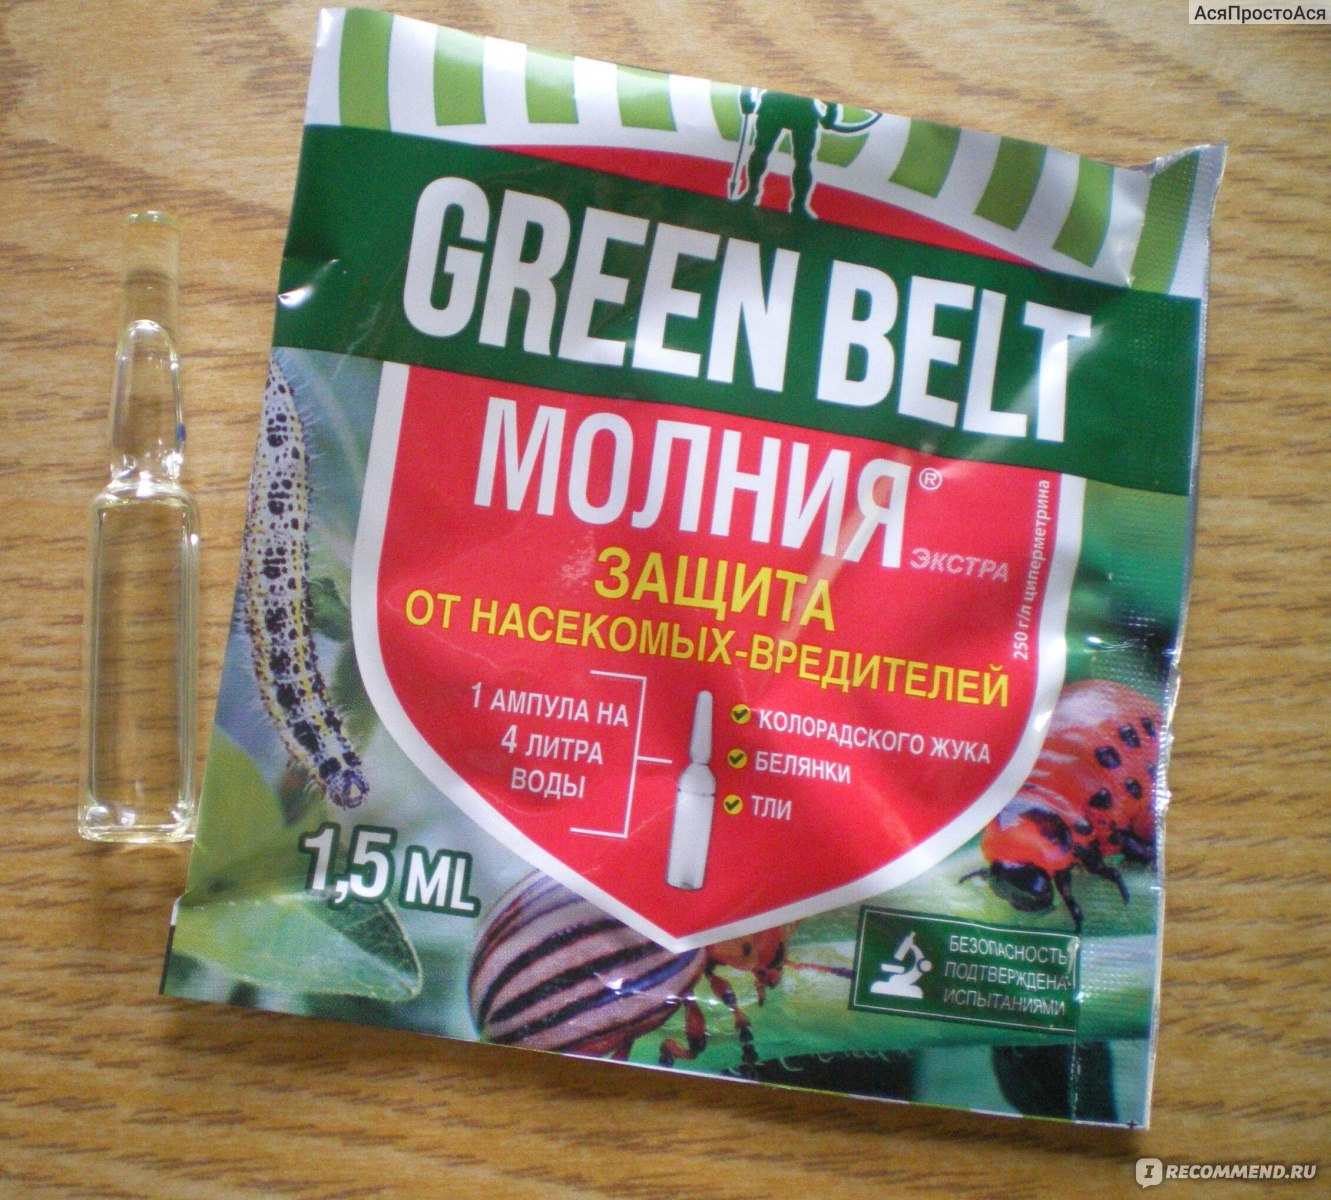 АсяПростоАся
GREEN BELT
МОЛНИЯ®
ЭКСТРА
250 г/л циперметрина
ЗАЩИТА
ОТ НАСЕКОМЫХ-ВРЕДИТЕЛЕЙ
1 АМПУЛА НА
4 ЛИТРА
ВОДЫ
КОЛОРАДСКОГО ЖУКА
БЕЛЯНКИ
ТЛИ
1,5 ML
БЕЗОПАСНОСТЬ
ПОДТВЕРЖДЕНА
ИСПЫТАНИЯМИ
IRECOMMEND.RU